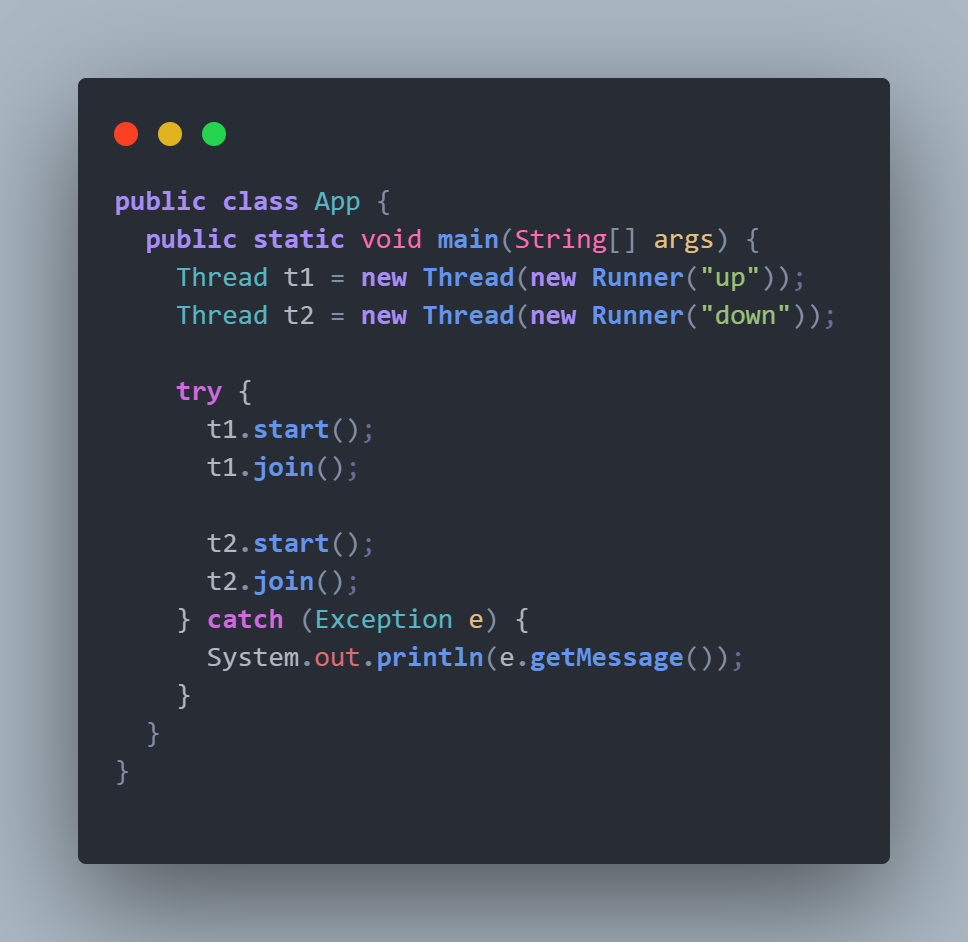 public class App {
  public static void main(String[] args) {
    Thread t1 = new Thread(new Runner("up"));
    Thread t2 = new Thread(new Runner("down"));

    try {
      t1.start();
      t1.join();

      t2.start();
      t2.join();
    } catch (Exception e) {
      System.out.println(e.getMessage());
    }
  }
}